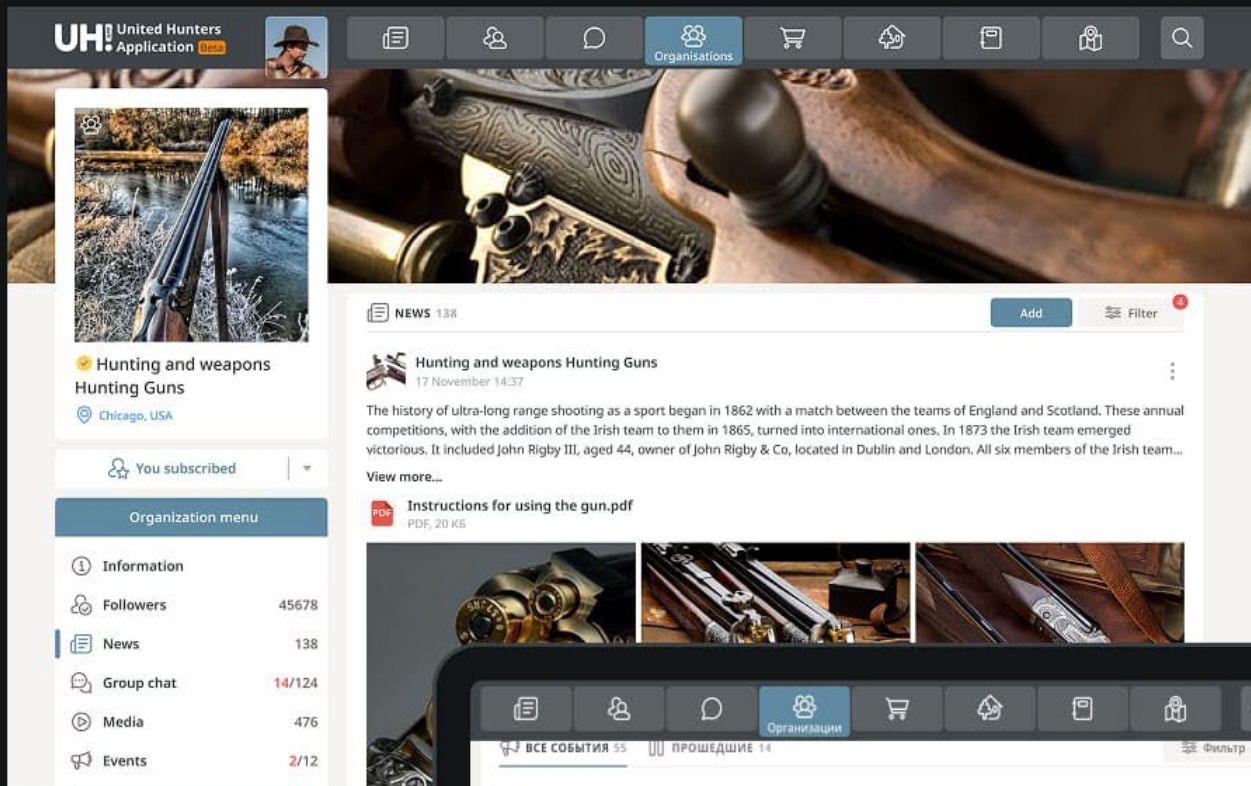 UH! United Hunters
Application Beta
Organisations
Hunting and weapons
Hunting Guns
Chicago, USA
You subscribed
Organization menu
Information
Followers 45678
News 138
Group chat 14/124
Media 476
Events 2/12
NEWS 138
Add
Filter
4
Hunting and weapons Hunting Guns
17 November 14:37
The history of ultra-long range shooting as a sport began in 1862 with a match between the teams of England and Scotland. These annual
competitions, with the addition of the Irish team to them in 1865, turned into international ones. In 1873 the Irish team emerged
victorious. It included John Rigby III, aged 44, owner of John Rigby & Co, located in Dublin and London. All six members of the Irish team...
View more...
PDF
Instructions for using the gun.pdf
PDF, 20 Кб
Организации
ВСЕ СОБЫТИЯ 55
ПРОШЕДШИЕ 14
Фильтр